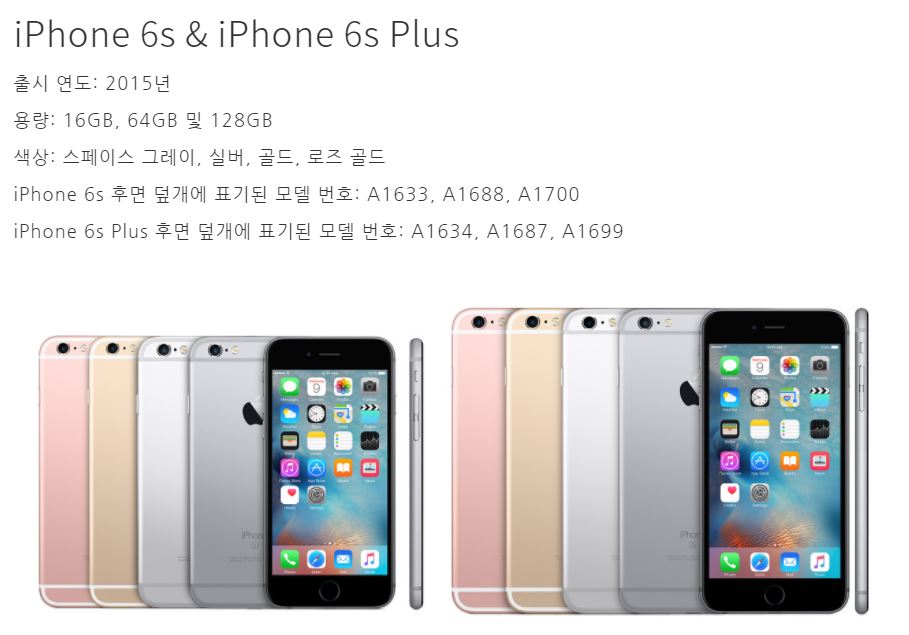 iPhone 6s & iPhone 6s Plus
출시 연도: 2015년
용량: 16GB, 64GB 및 128GB
색상: 스페이스 그레이, 실버, 골드, 로즈 골드
iPhone 6s 후면 덮개에 표기된 모델 번호: A1633, A1688, A1700
iPhone 6s Plus 후면 덮개에 표기된 모델 번호: A1634, A1687, A1699